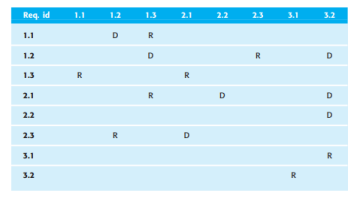 Req. id 1.1 1.2 1.3 2.1 2.2 2.3 3.1 3.2
1.1 D R
1.2 D R D
1.3 R R
2.1 R D D
2.2 D
2.3 R D
3.1 R
3.2 R